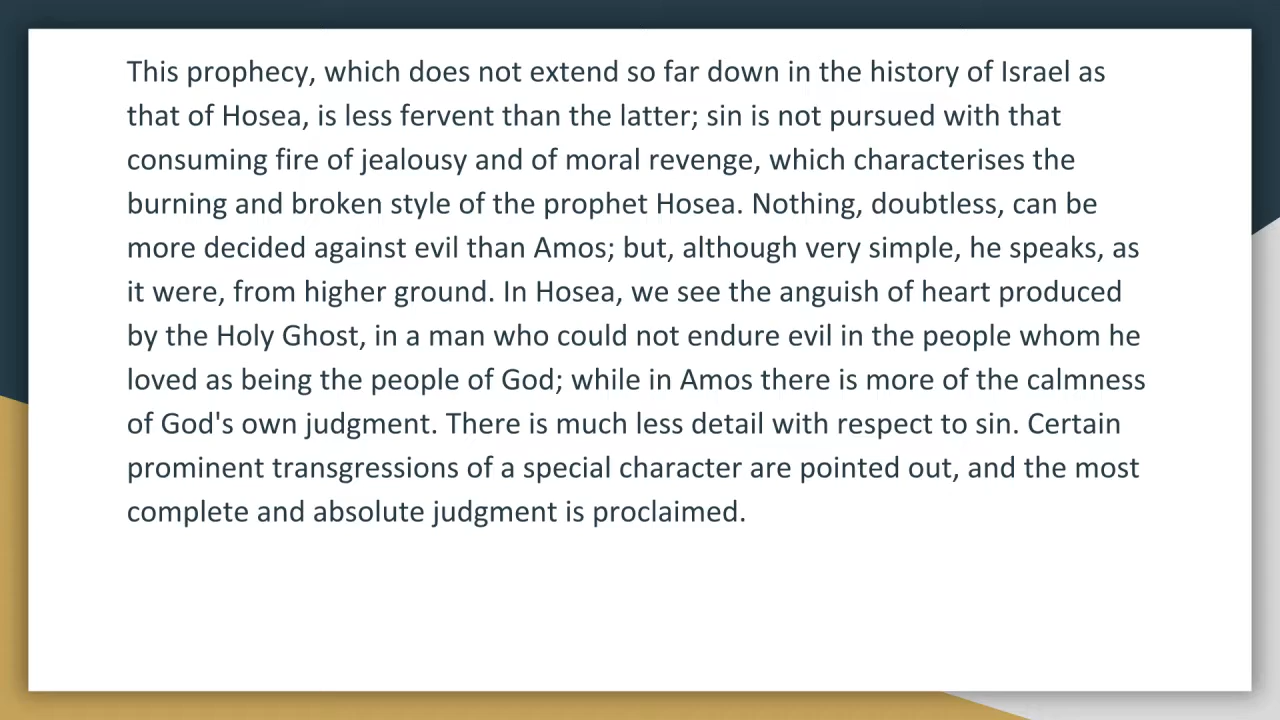 This prophecy, which does not extend so far down in the history of Israel as
that of Hosea, is less fervent than the latter; sin is not pursued with that
consuming fire of jealousy and of moral revenge, which characterises the
burning and broken style of the prophet Hosea. Nothing, doubtless, can be
more decided against evil than Amos; but, although very simple, he speaks, as
it were, from higher ground. In Hosea, we see the anguish of heart produced
by the Holy Ghost, in a man who could not endure evil in the people whom he
loved as being the people of God; while in Amos there is more of the calmness
of God's own judgment. There is much less detail with respect to sin. Certain
prominent transgressions of a special character are pointed out, and the most
complete and absolute judgment is proclaimed.